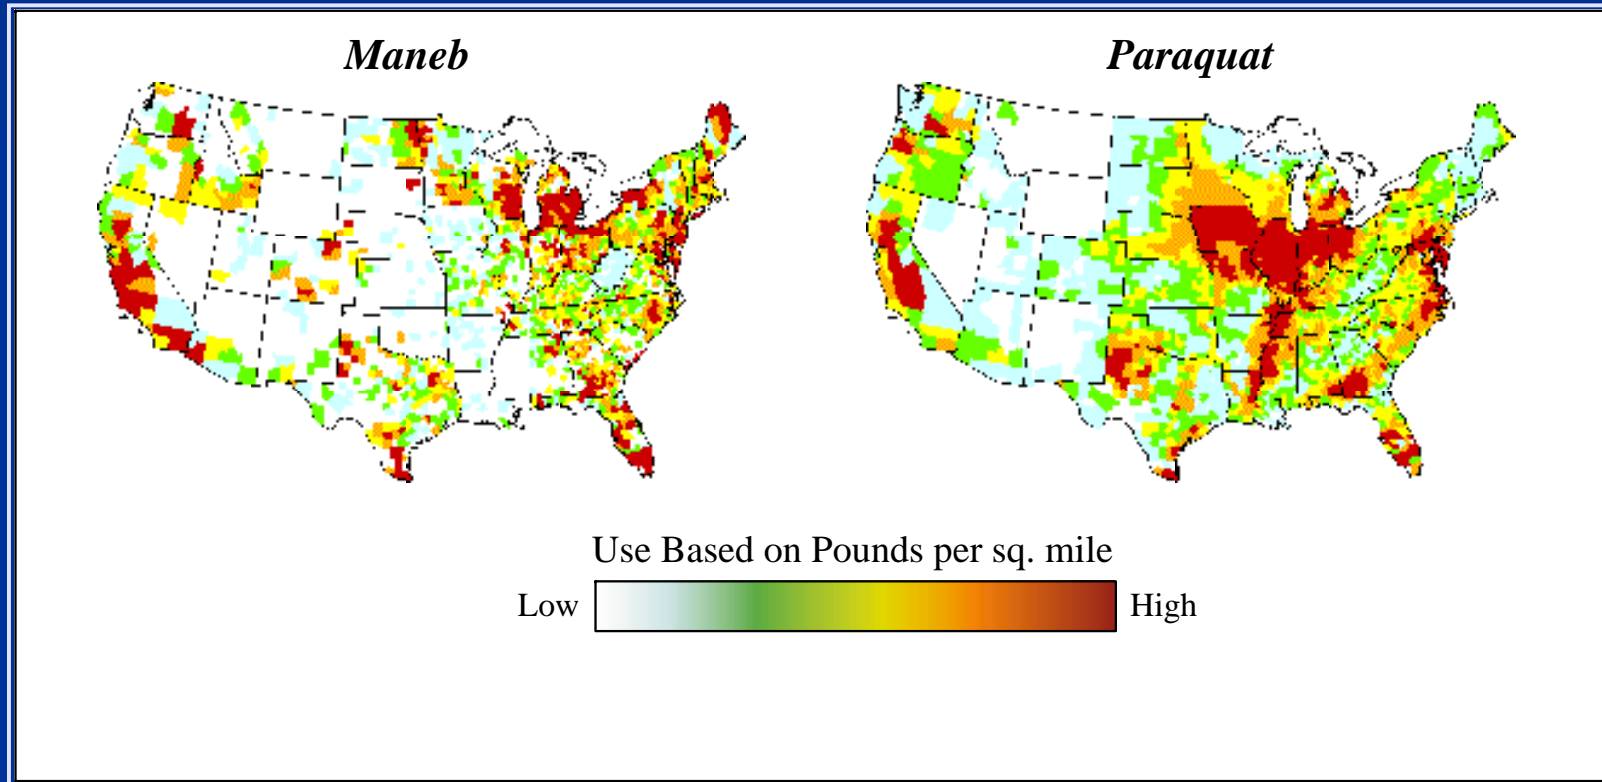 Maneb
Paraquat
Use Based on Pounds per sq. mile
Low
High